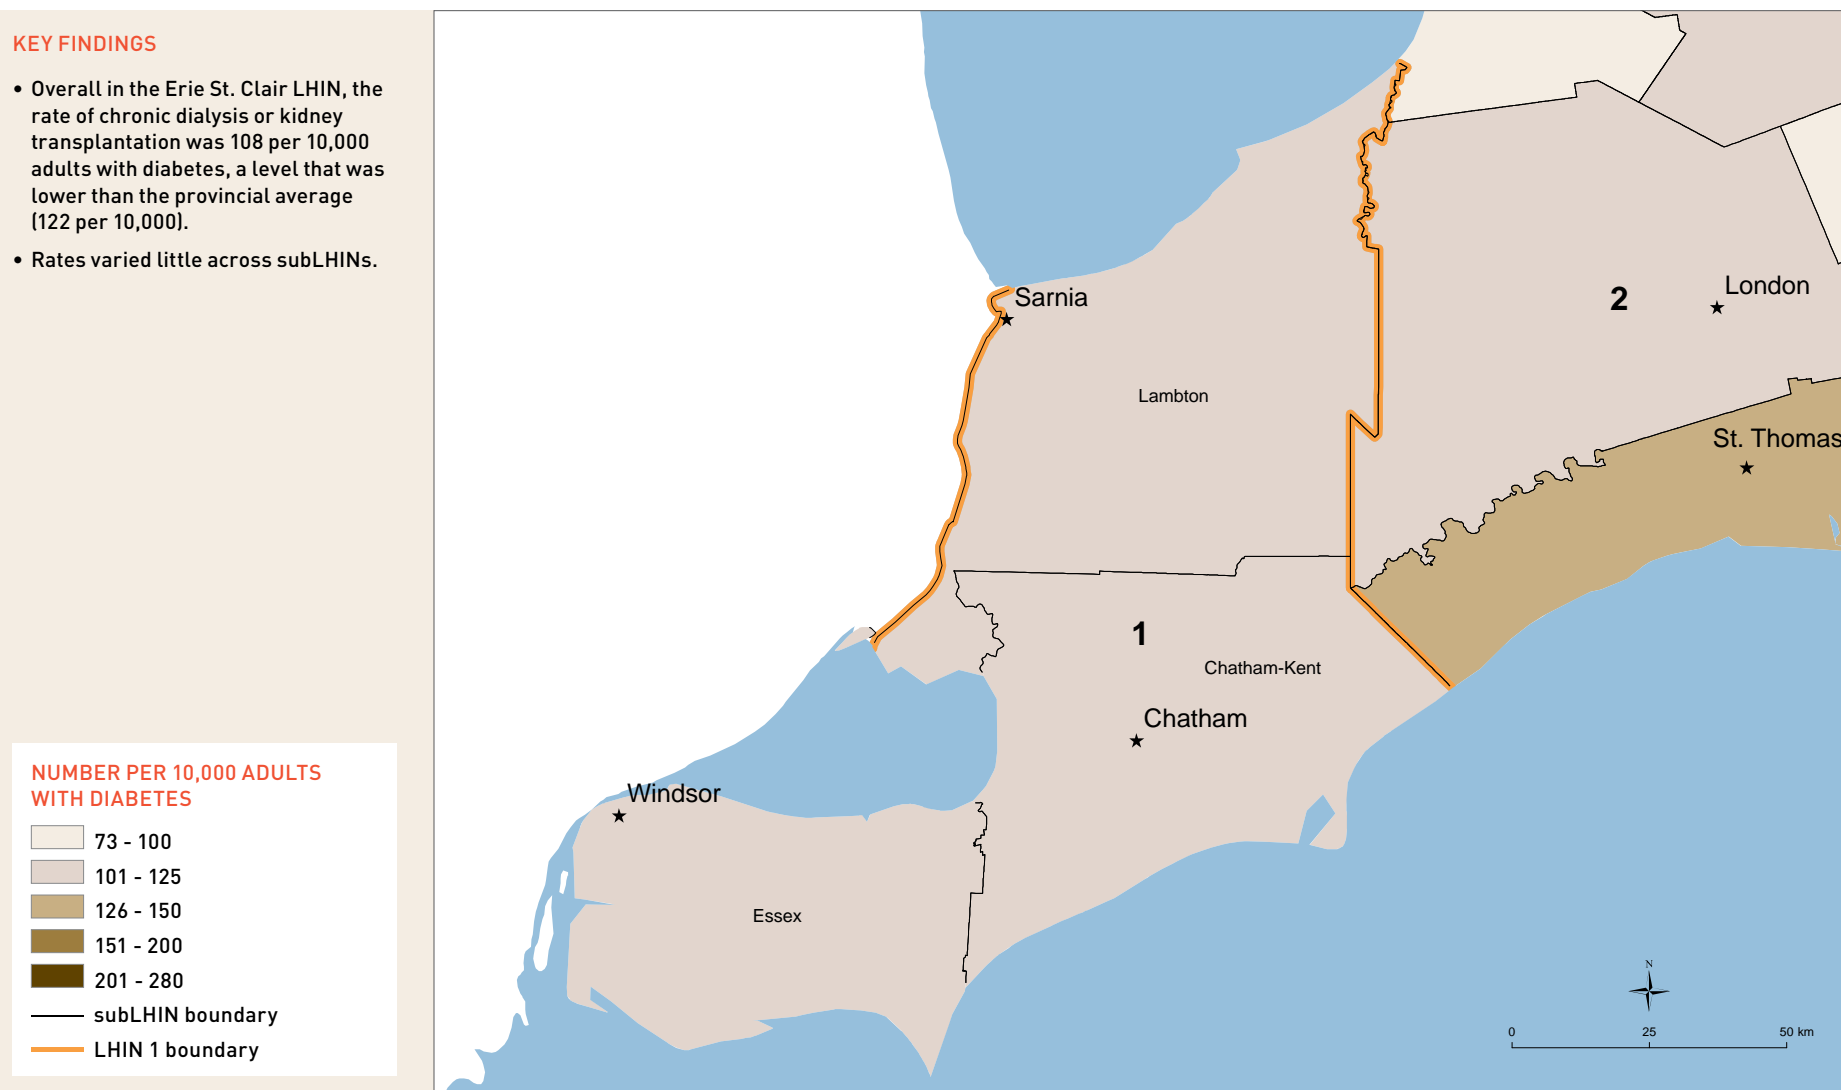 KEY FINDINGS
• Overall in the Erie St. Clair LHIN, the
rate of chronic dialysis or kidney
transplantation was 108 per 10,000
adults with diabetes, a level that was
lower than the provincial average
(122 per 10,000).
• Rates varied little across subLHINs.
NUMBER PER 10,000 ADULTS
WITH DIABETES
73 - 100
101 - 125
126 - 150
151 - 200
201 - 280
subLHIN boundary
LHIN 1 boundary
Sarnia
2
London
Lambton
St. Thomas
1
Chatham-Kent
Chatham
Windsor
Essex
N
0 25 50 km